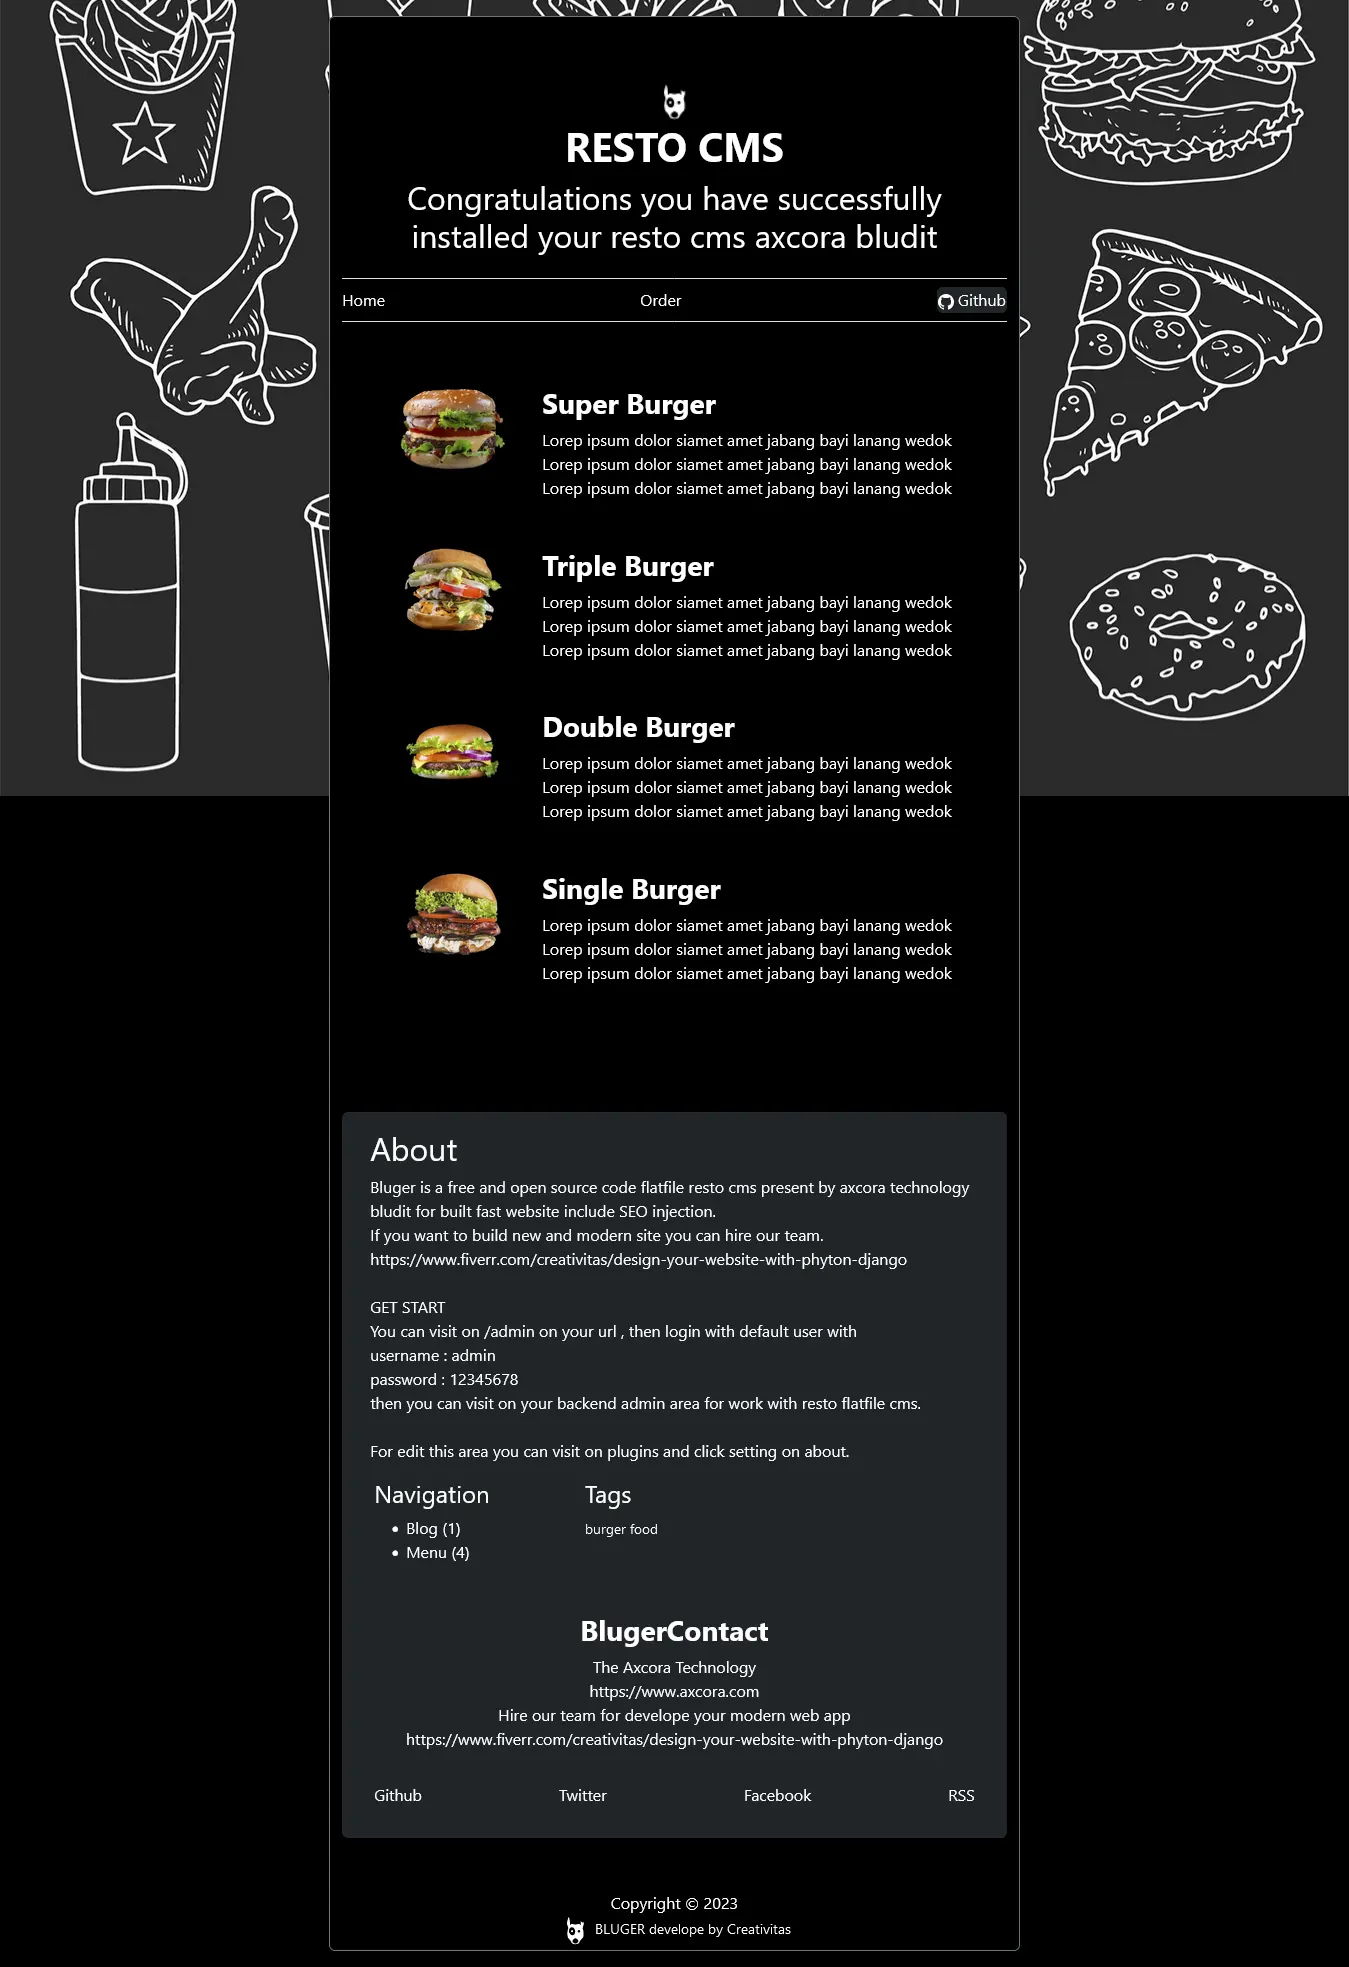 RESTO CMS
Congratulations you have successfully
installed your resto cms axcora bludit
Home
Order
Github
Super Burger
Lorep ipsum dolor siamet amet jabang bayi lanang wedok
Lorep ipsum dolor siamet amet jabang bayi lanang wedok
Lorep ipsum dolor siamet amet jabang bayi lanang wedok
Triple Burger
Lorep ipsum dolor siamet amet jabang bayi lanang wedok
Lorep ipsum dolor siamet amet jabang bayi lanang wedok
Lorep ipsum dolor siamet amet jabang bayi lanang wedok
Double Burger
Lorep ipsum dolor siamet amet jabang bayi lanang wedok
Lorep ipsum dolor siamet amet jabang bayi lanang wedok
Lorep ipsum dolor siamet amet jabang bayi lanang wedok
Single Burger
Lorep ipsum dolor siamet amet jabang bayi lanang wedok
Lorep ipsum dolor siamet amet jabang bayi lanang wedok
Lorep ipsum dolor siamet amet jabang bayi lanang wedok
About
Bluger is a free and open source code flatfile resto cms present by axcora technology
bludit for built fast website include SEO injection.
If you want to build new and modern site you can hire our team.
https://www.fiverr.com/creativitas/design-your-website-with-phyton-django
GET START
You can visit on /admin on your url , then login with default user with
username : admin
password : 12345678
then you can visit on your backend admin area for work with resto flatfile cms.
For edit this area you can visit on plugins and click setting on about.
Navigation
• Blog (1)
• Menu (4)
Tags
burger food
BlugerContact
The Axcora Technology
https://www.axcora.com
Hire our team for develope your modern web app
https://www.fiverr.com/creativitas/design-your-website-with-phyton-django
Github
Twitter
Facebook
RSS
Copyright © 2023
BLUGER develope by Creativitas